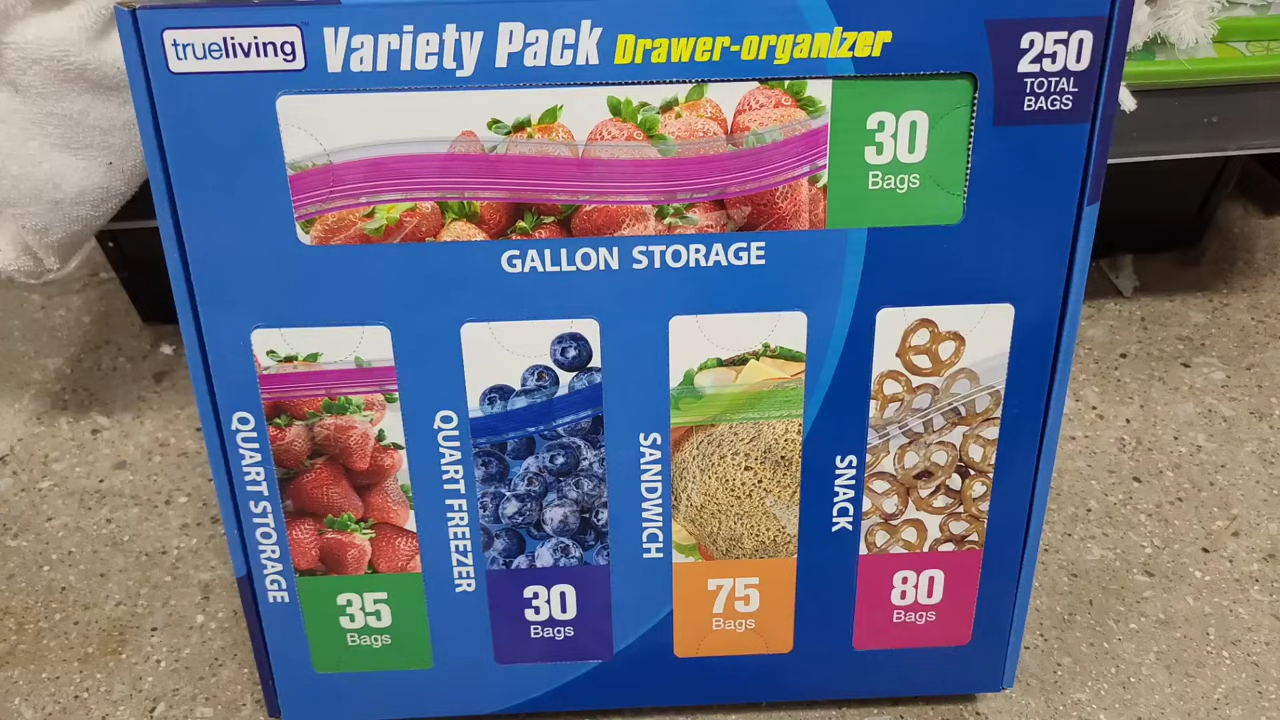 trueliving™
Variety Pack Drawer-organizer
250
TOTAL
BAGS
30
Bags
GALLON STORAGE
QUART STORAGE
35
Bags
QUART FREEZER
30
Bags
SANDWICH
75
Bags
SNACK
80
Bags